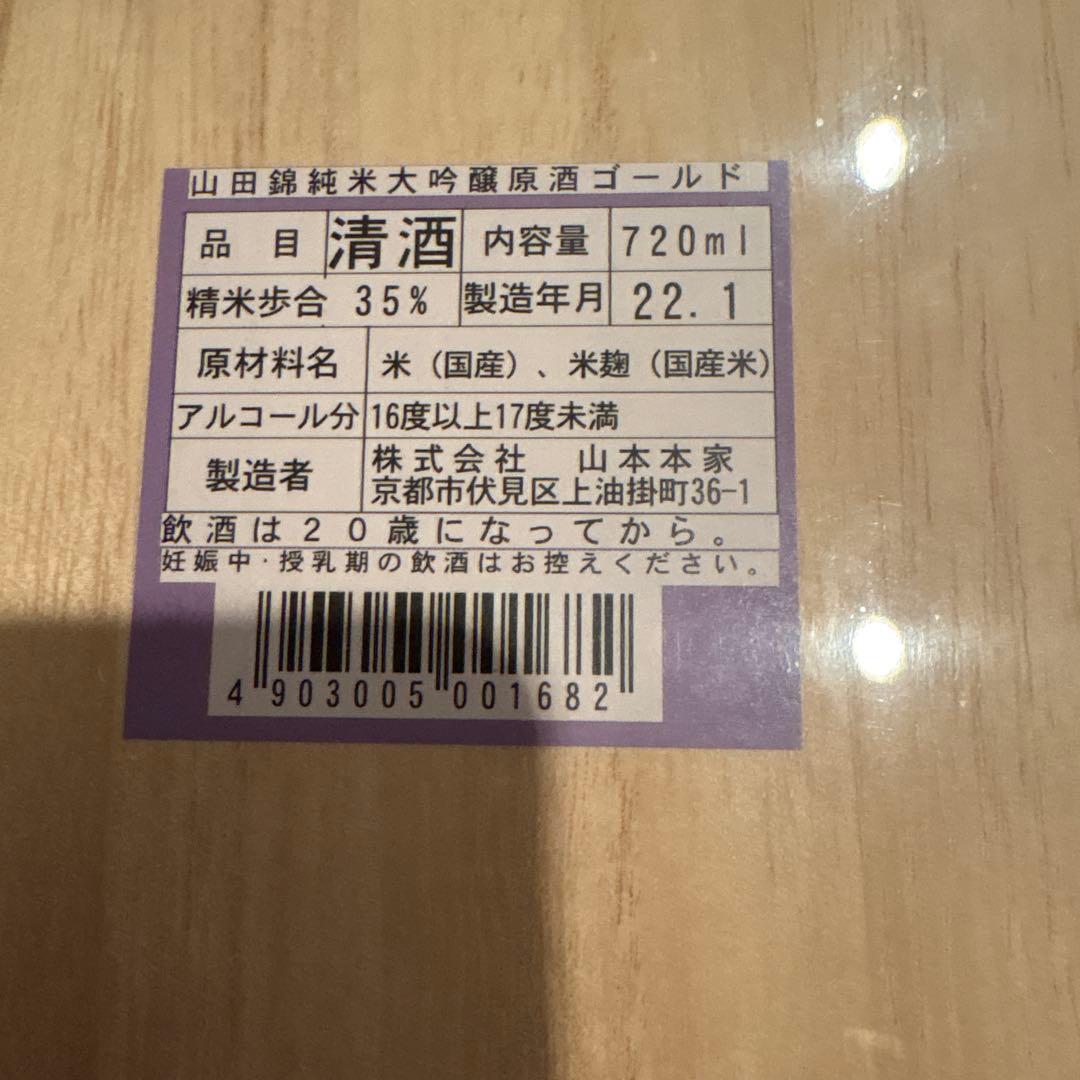 山田錦純米大吟醸原酒ゴールド
品目 清酒 内容量 720ml
精米歩合 35% 製造年月 22.1
原材料名 米（国産）、米麹（国産米）
アルコール分 16度以上17度未満
製造者 株式会社 山本本家
京都市伏見区上油掛町36-1
飲酒は20歳になってから。
妊娠中・授乳期の飲酒はお控えください。
4 903005 001682